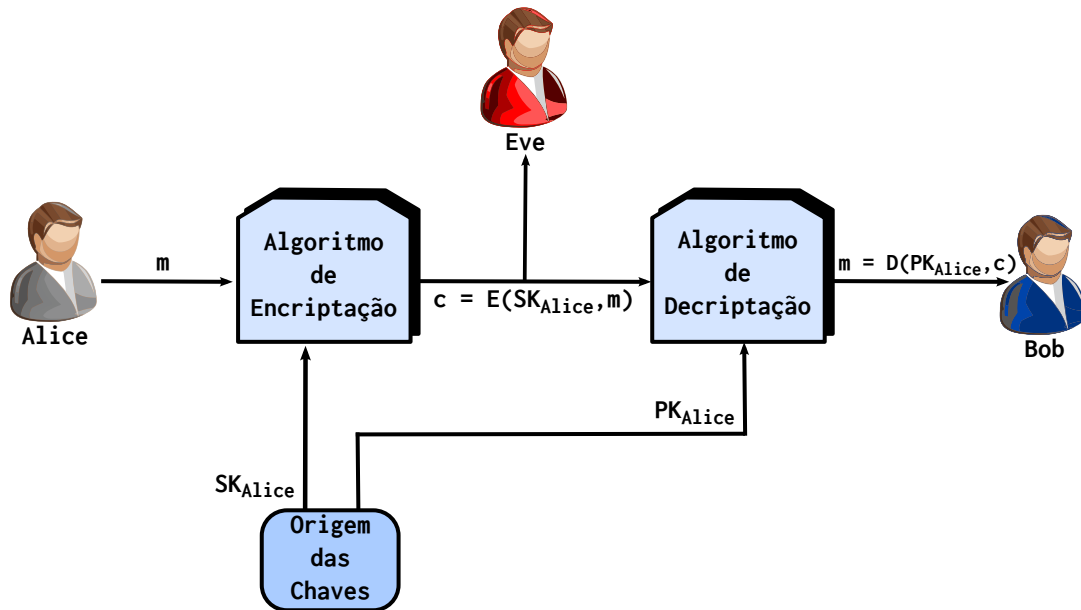 Eve
Algoritmo
de
Encriptação
Algoritmo
de
Decriptação
m
c = E(SKAlice,m)
m = D(PKAlice,c)
Alice
Bob
PKAlice
SKAlice
Origem
das
Chaves